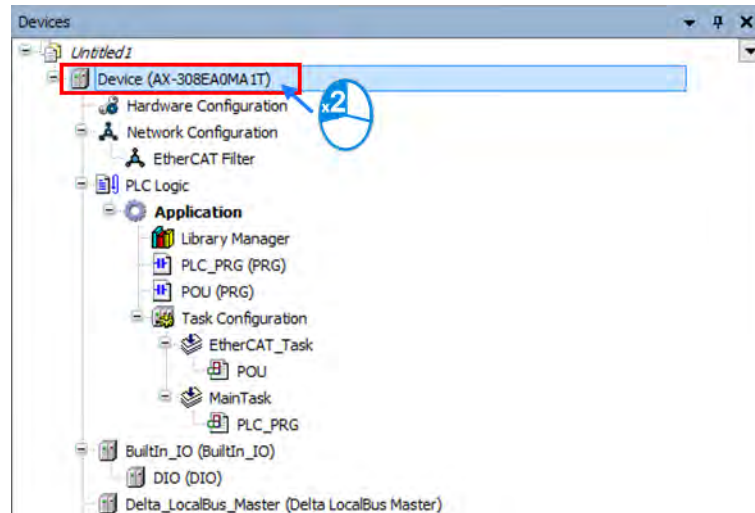 Devices
Untitled1
Device (AX-308EA0MA1T)
x2
Hardware Configuration
Network Configuration
EtherCAT Filter
PLC Logic
Application
Library Manager
PLC_PRG (PRG)
POU (PRG)
Task Configuration
EtherCAT_Task
POU
MainTask
PLC_PRG
BuiltIn_IO (BuiltIn_IO)
DIO (DIO)
Delta_LocalBus_Master (Delta LocalBus Master)